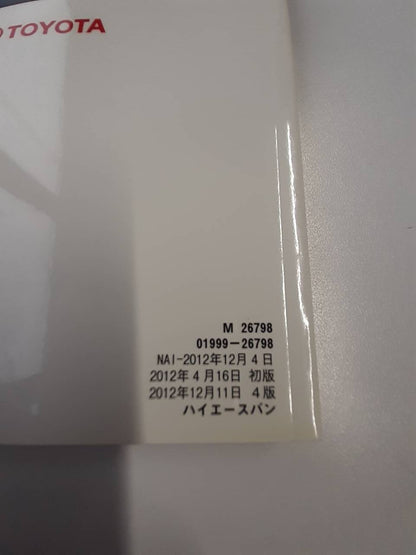 TOYOTA
M 26798
01999-26798
NAI-2012年12月4日
2012年4月16日 初版
2012年12月11日 4版
ハイエースバン